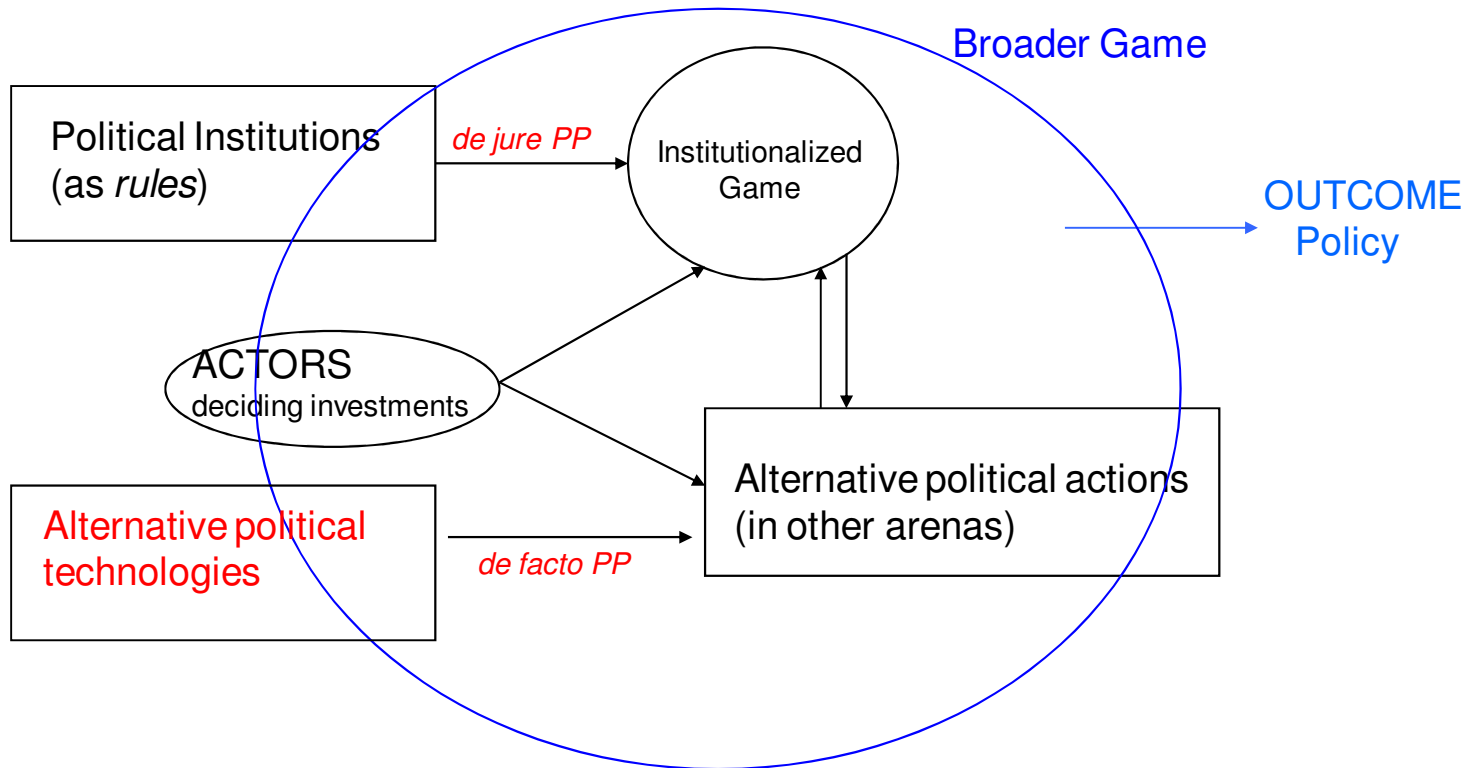 Broader Game
Political Institutions
(as rules)
de jure PP
Institutionalized
Game
OUTCOME
Policy
ACTORS
deciding investments
Alternative political
technologies
de facto PP
Alternative political actions
(in other arenas)